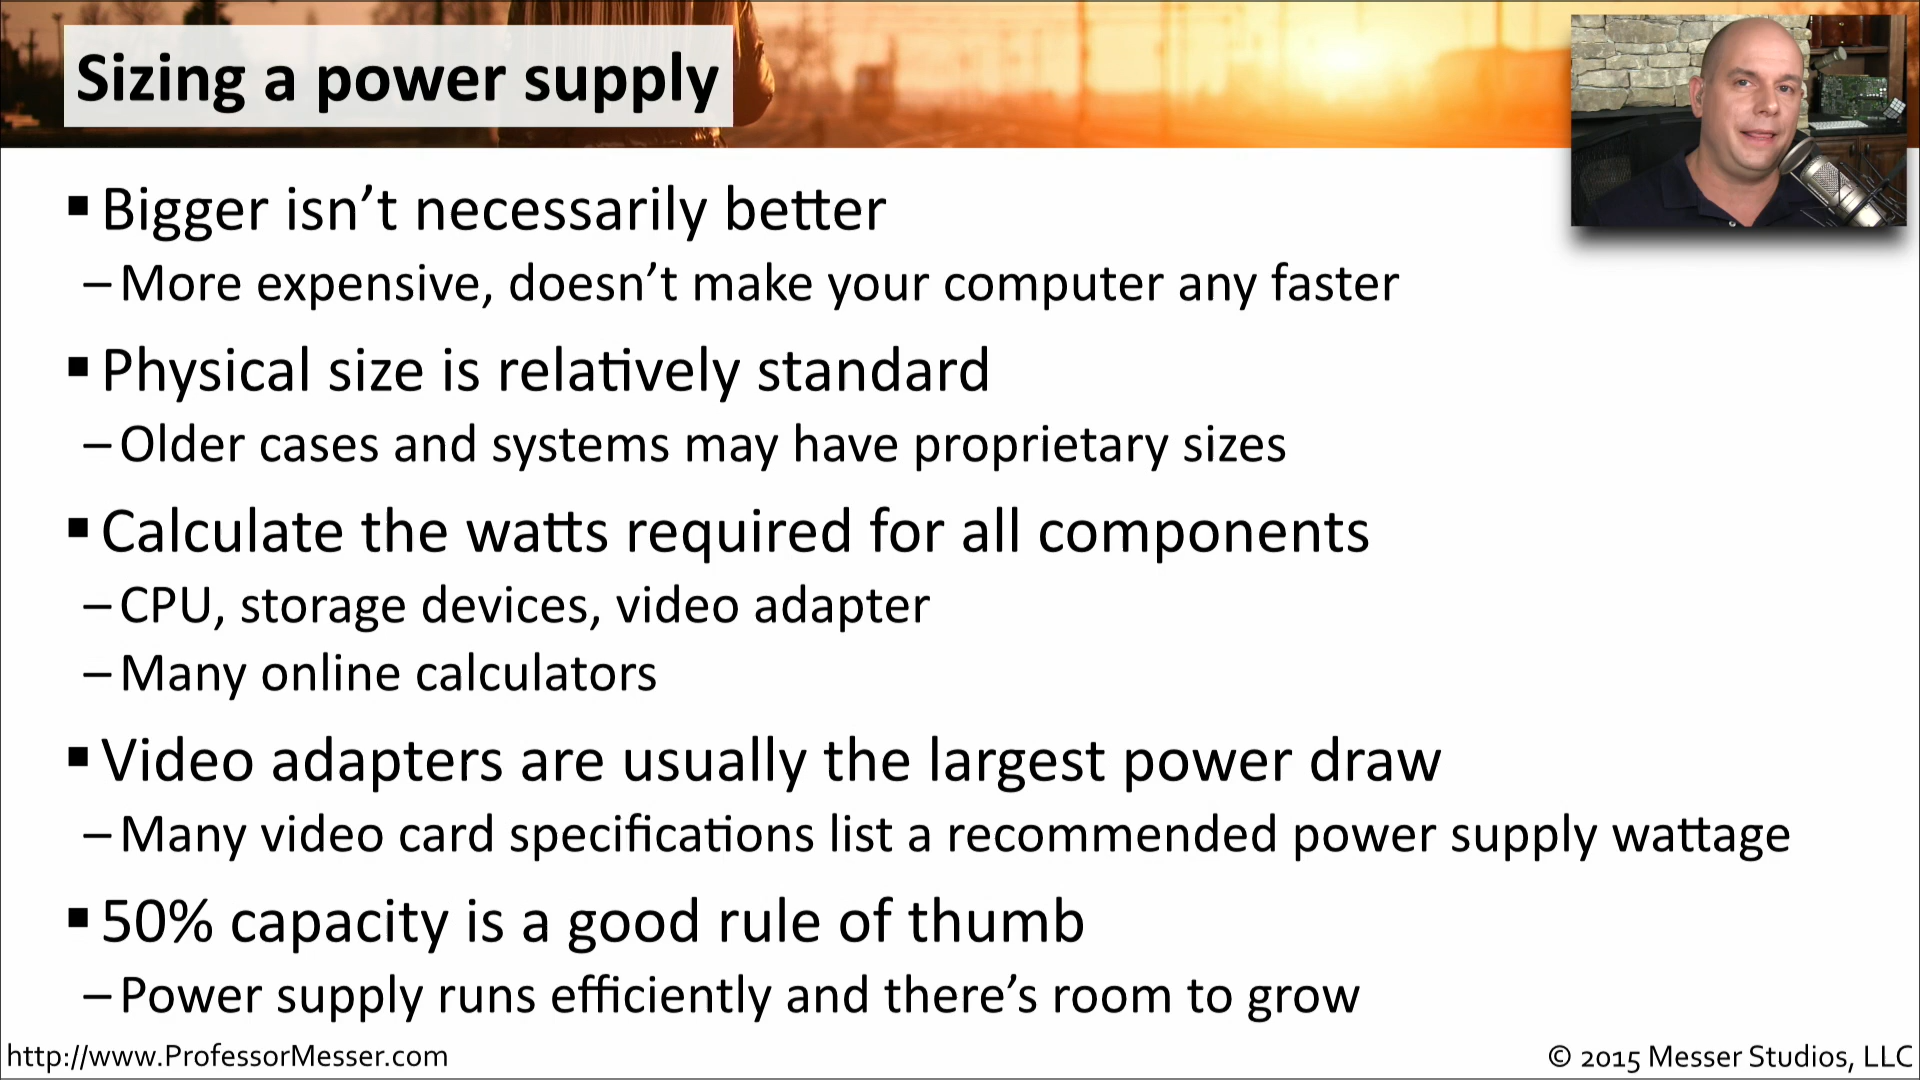 Sizing a power supply
▪ Bigger isn’t necessarily better
– More expensive, doesn’t make your computer any faster
▪ Physical size is relatively standard
– Older cases and systems may have proprietary sizes
▪ Calculate the watts required for all components
– CPU, storage devices, video adapter
– Many online calculators
▪ Video adapters are usually the largest power draw
– Many video card specifications list a recommended power supply wattage
▪ 50% capacity is a good rule of thumb
– Power supply runs efficiently and there’s room to grow
http://www.ProfessorMesser.com
© 2015 Messer Studios, LLC